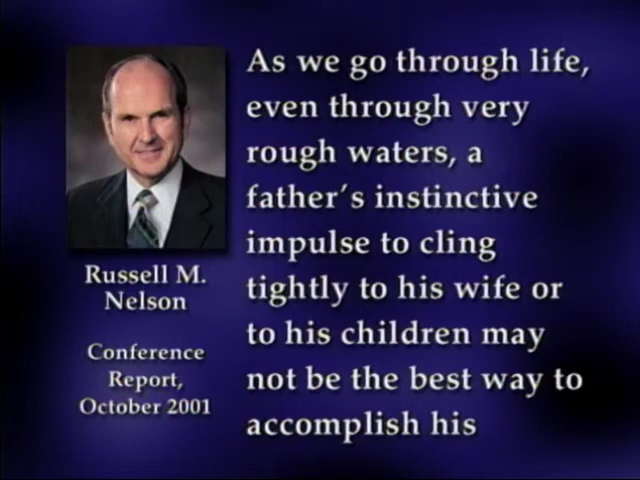 Russell M.
Nelson
Conference
Report,
October 2001
As we go through life,
even through very
rough waters, a
father's instinctive
impulse to cling
tightly to his wife or
to his children may
not be the best way to
accomplish his